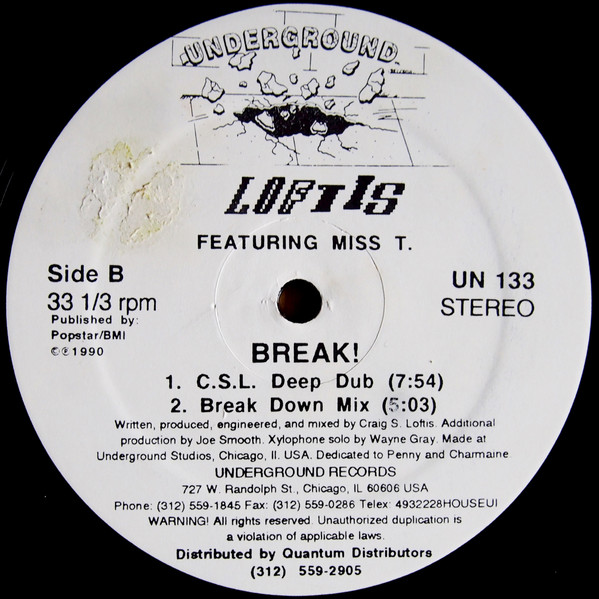 UNDERGROUND
LOFTIS
FEATURING MISS T.
Side B
33 1/3 rpm
Published by:
Popstar/BMI
©℗1990
UN 133
STEREO
BREAK!
1. C.S.L. Deep Dub (7:54)
2. Break Down Mix (5:03)
Written, produced, engineered, and mixed by Craig S. Loftis. Additional
production by Joe Smooth. Xylophone solo by Wayne Gray. Made at
Underground Studios, Chicago, Il. USA. Dedicated to Penny and Charmaine.
UNDERGROUND RECORDS
727 W. Randolph St., Chicago, IL 60606 USA
Phone: (312) 559-1845 Fax: (312) 559-0286 Telex: 4932228HOUSEUI
WARNING! All rights reserved. Unauthorized duplication is
a violation of applicable laws.
Distributed by Quantum Distributors
(312) 559-2905